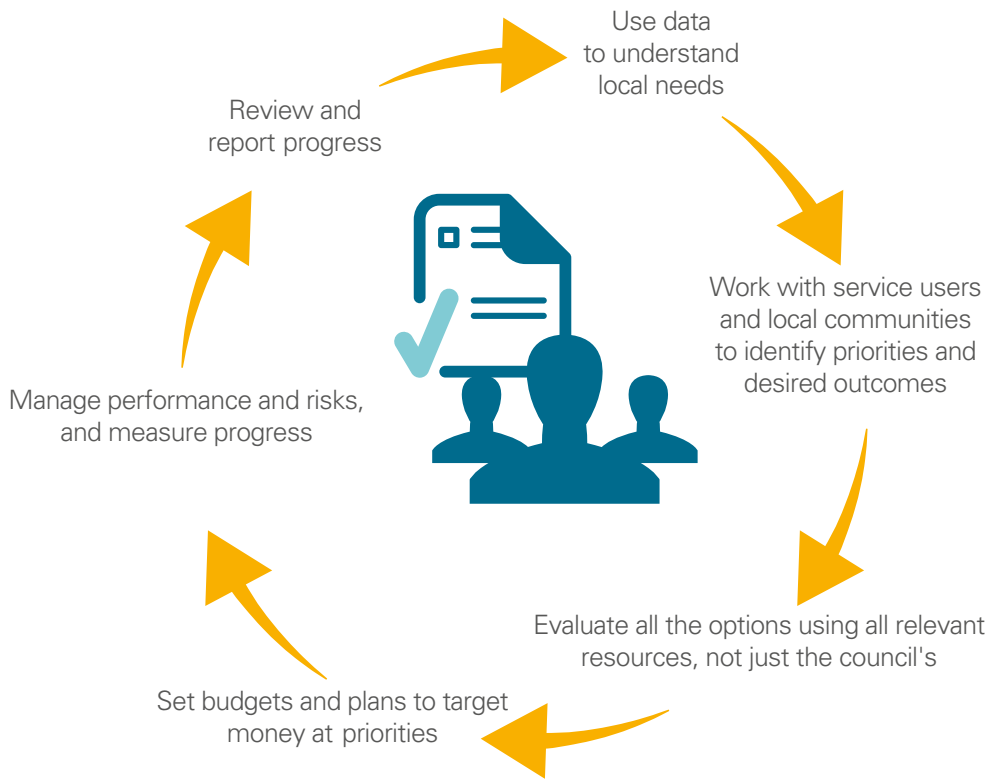 Use data
to understand
local needs
Work with service users
and local communities
to identify priorities and
desired outcomes
Evaluate all the options using all relevant
resources, not just the council's
Set budgets and plans to target
money at priorities
Manage performance and risks,
and measure progress
Review and
report progress